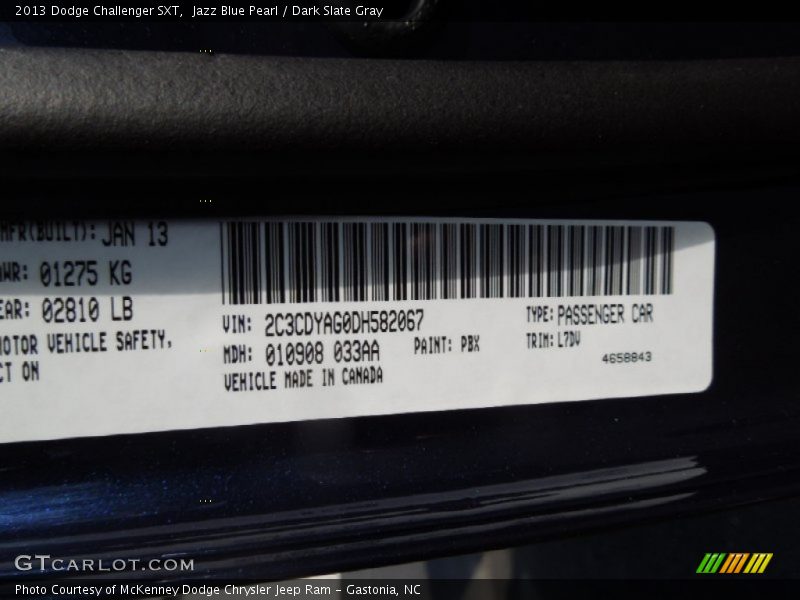 2013 Dodge Challenger SXT, Jazz Blue Pearl / Dark Slate Gray
MFR(BUILT): JAN 13
AWR: 01275 KG
EAR: 02810 LB
MOTOR VEHICLE SAFETY,
CT ON
VIN: 2C3CDYAG0DH582067
MDH: 010908 033AA
PAINT: PBX
VEHICLE MADE IN CANADA
TYPE: PASSENGER CAR
TRIM: L7DV
4658843
GTCARLOT.COM
Photo Courtesy of McKenney Dodge Chrysler Jeep Ram - Gastonia, NC